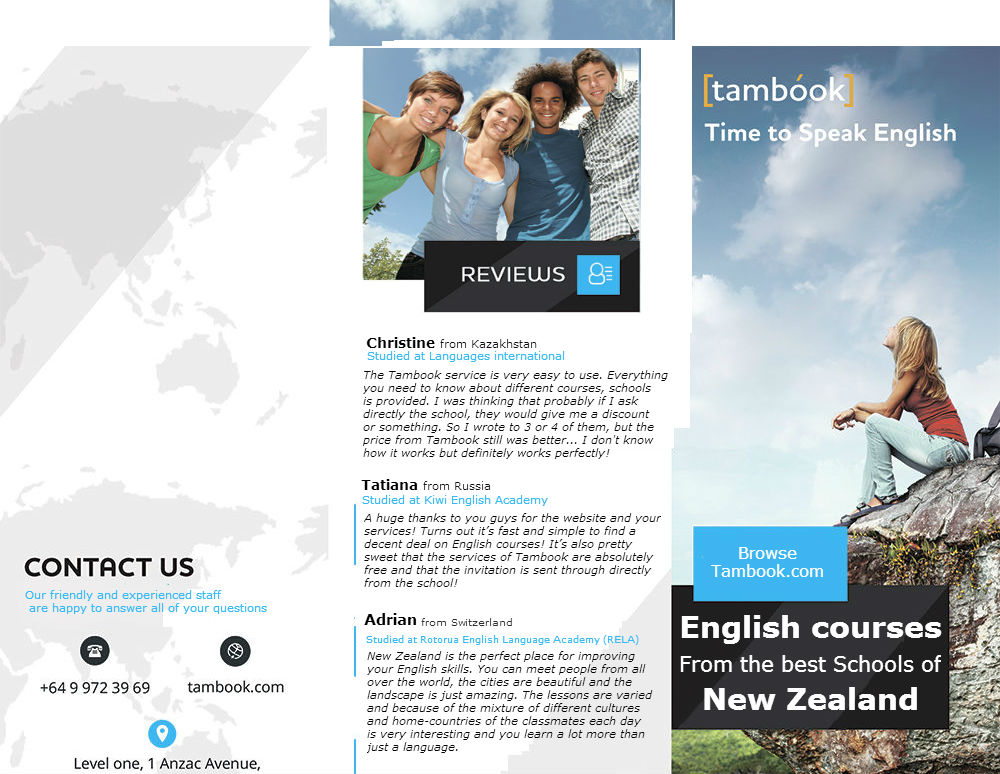 CONTACT US
Our friendly and experienced staff
are happy to answer all of your questions
+64 9 972 39 69
tambook.com
Level one, 1 Anzac Avenue,
REVIEWS
Christine from Kazakhstan
Studied at Languages international
The Tambook service is very easy to use. Everything
you need to know about different courses, schools
is provided. I was thinking that probably if I ask
directly the school, they would give me a discount
or something. So I wrote to 3 or 4 of them, but the
price from Tambook still was better... I don't know
how it works but definitely works perfectly!
Tatiana from Russia
Studied at Kiwi English Academy
A huge thanks to you guys for the website and your
services! Turns out it’s fast and simple to find a
decent deal on English courses! It’s also pretty
sweet that the services of Tambook are absolutely
free and that the invitation is sent through directly
from the school!
Adrian from Switzerland
Studied at Rotorua English Language Academy (RELA)
New Zealand is the perfect place for improving
your English skills. You can meet people from all
over the world, the cities are beautiful and the
landscape is just amazing. The lessons are varied
and because of the mixture of different cultures
and home-countries of the classmates each day
is very interesting and you learn a lot more than
just a language.
[tambóok]
Time to Speak English
Browse
Tambook.com
English courses
From the best Schools of
New Zealand